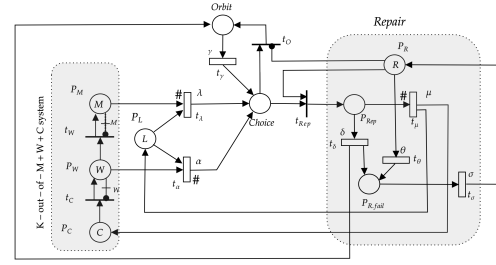 Orbit
Repair
γ
t_γ
t_O
P_R
R
P_M
M
M
#
λ
t_λ
P_L
L
Choice
t_Rep
P_Rep
#
μ
t_μ
t_W
P_W
W
W
α
t_α
#
δ
t_δ
θ
t_θ
σ
t_σ
P_R,fail
t_C
P_C
C
K – out – of – M + W + C system